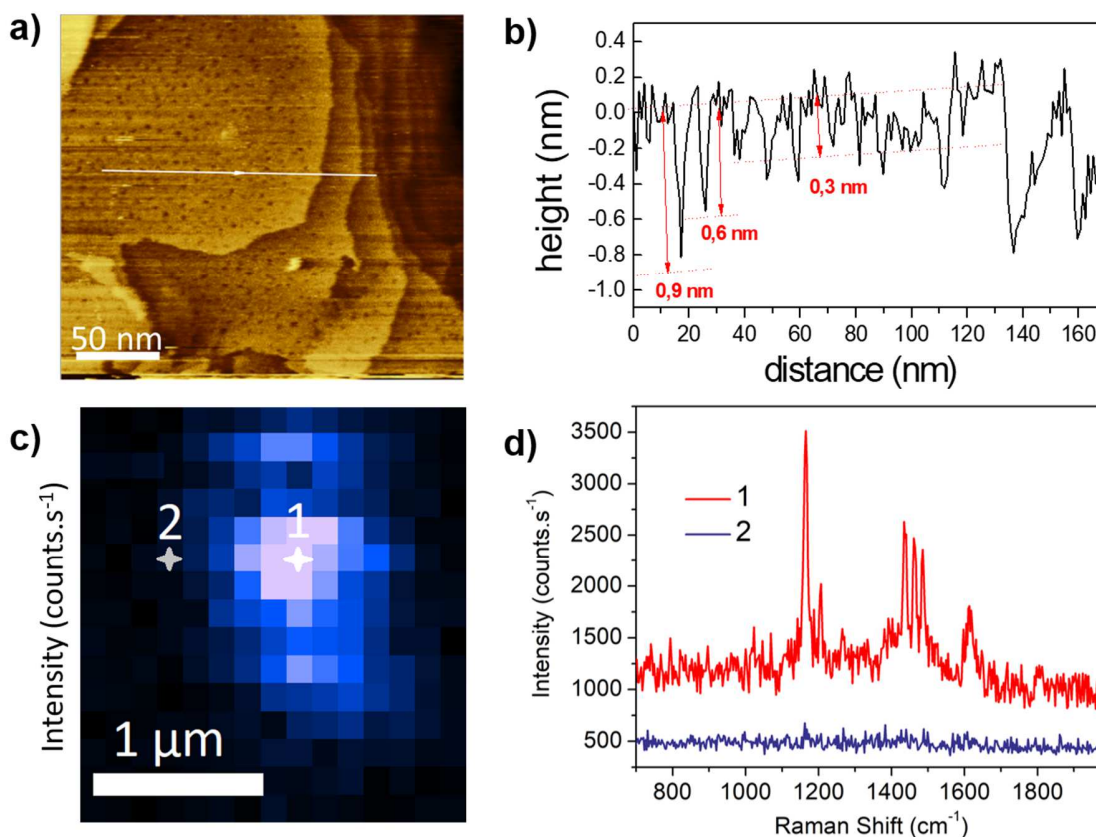 a)
50 nm
b)
height (nm)
0.4
0.2
0.0
-0.2
-0.4
-0.6
-0.8
-1.0
0,3 nm
0,6 nm
0,9 nm
0 20 40 60 80 100 120 140 160
distance (nm)
c)
Intensity (counts.s-1)
2
1
1 µm
d)
Intensity (counts.s-1)
3500
3000
2500
2000
1500
1000
500
1
2
800 1000 1200 1400 1600 1800
Raman Shift (cm-1)